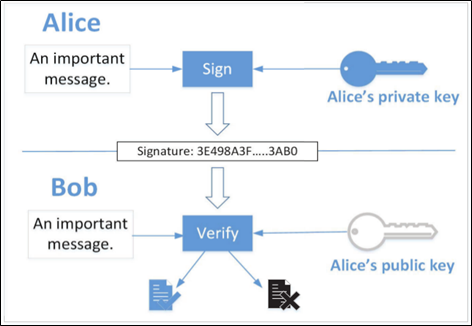 Alice
An important
message.
Sign
Alice's private key
Signature: 3E498A3F.....3AB0
Bob
An important
message.
Verify
Alice's public key